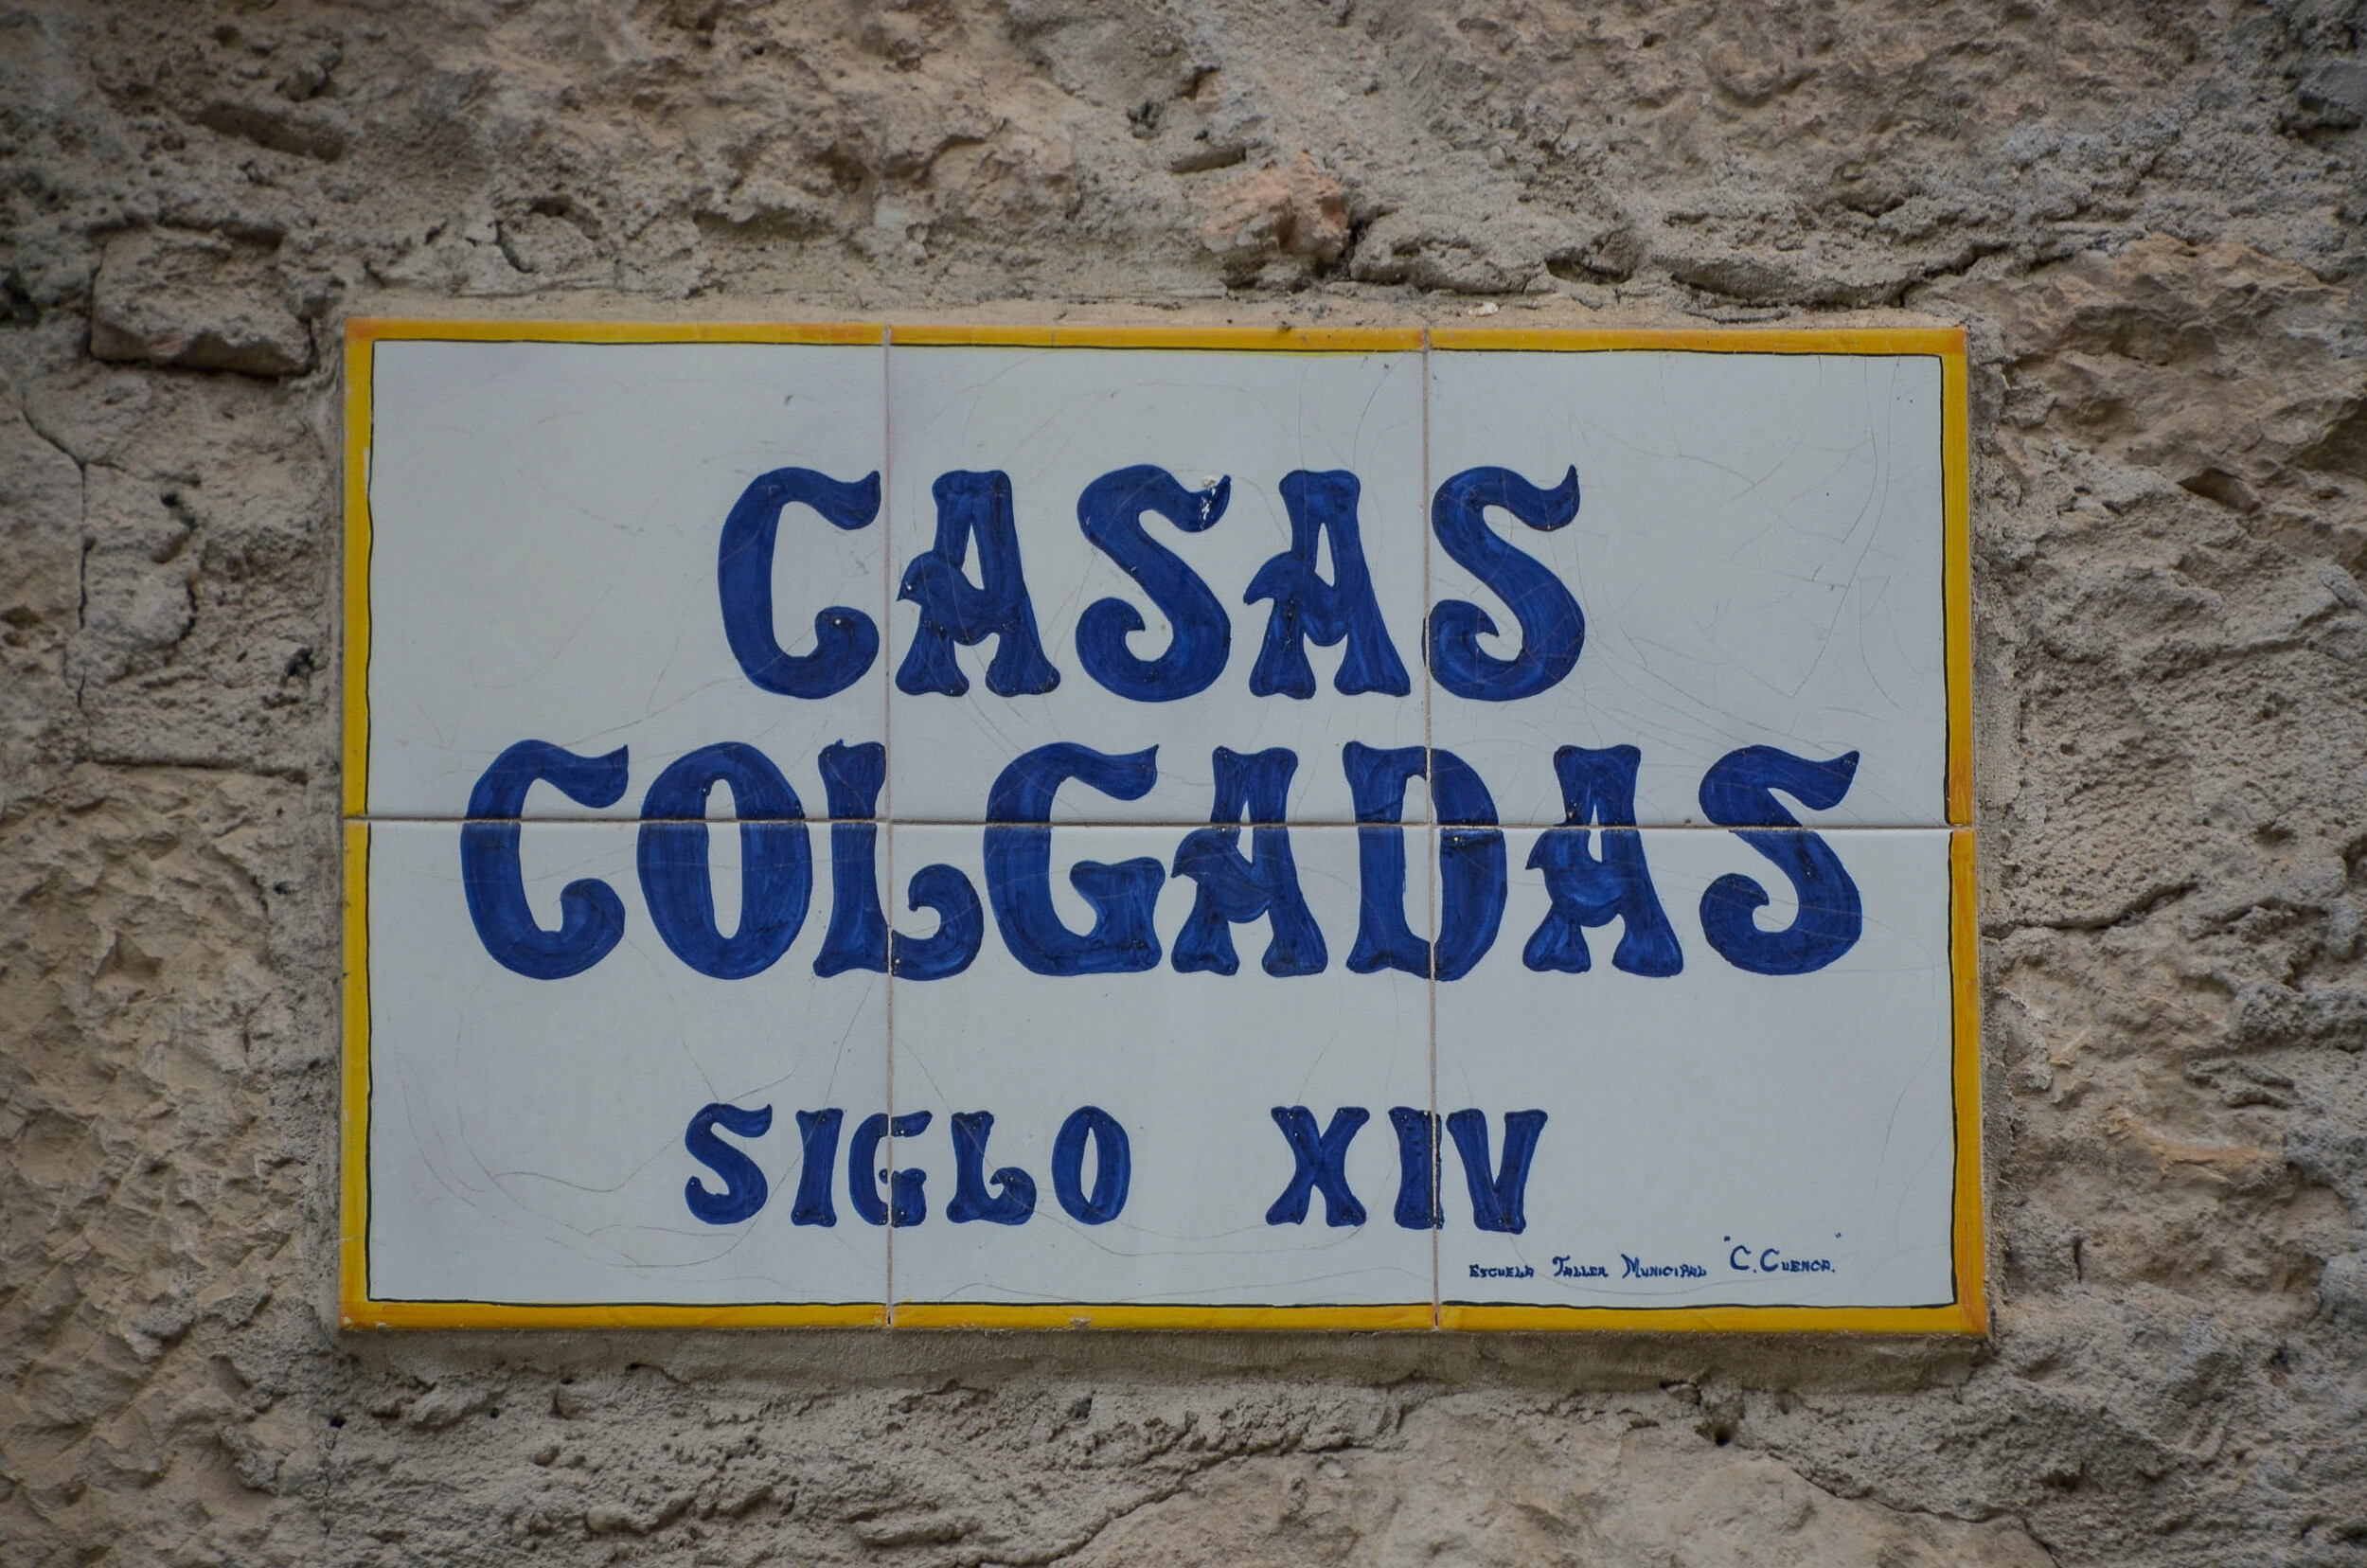 CASAS
COLGADAS
SIGLO XIV
ESCUELA TALLER MUNICIPAL "C. CUENCA."